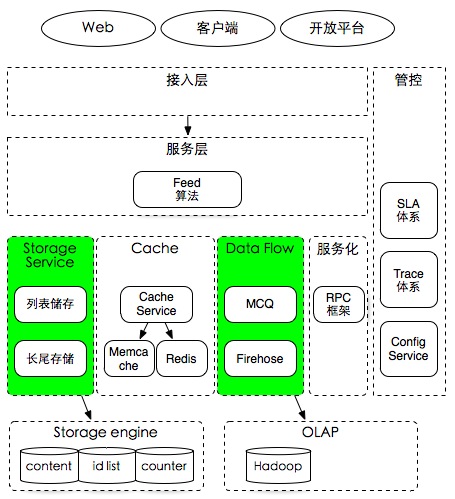 Web
客户端
开放平台
接入层
管控
服务层
Feed
算法
SLA
体系
Trace
体系
Config
Service
Storage
Service
列表储存
长尾存储
Cache
Cache
Service
Memca
che
Redis
Data Flow
MCQ
Firehose
服务化
RPC
框架
Storage engine
content
id list
counter
OLAP
Hadoop